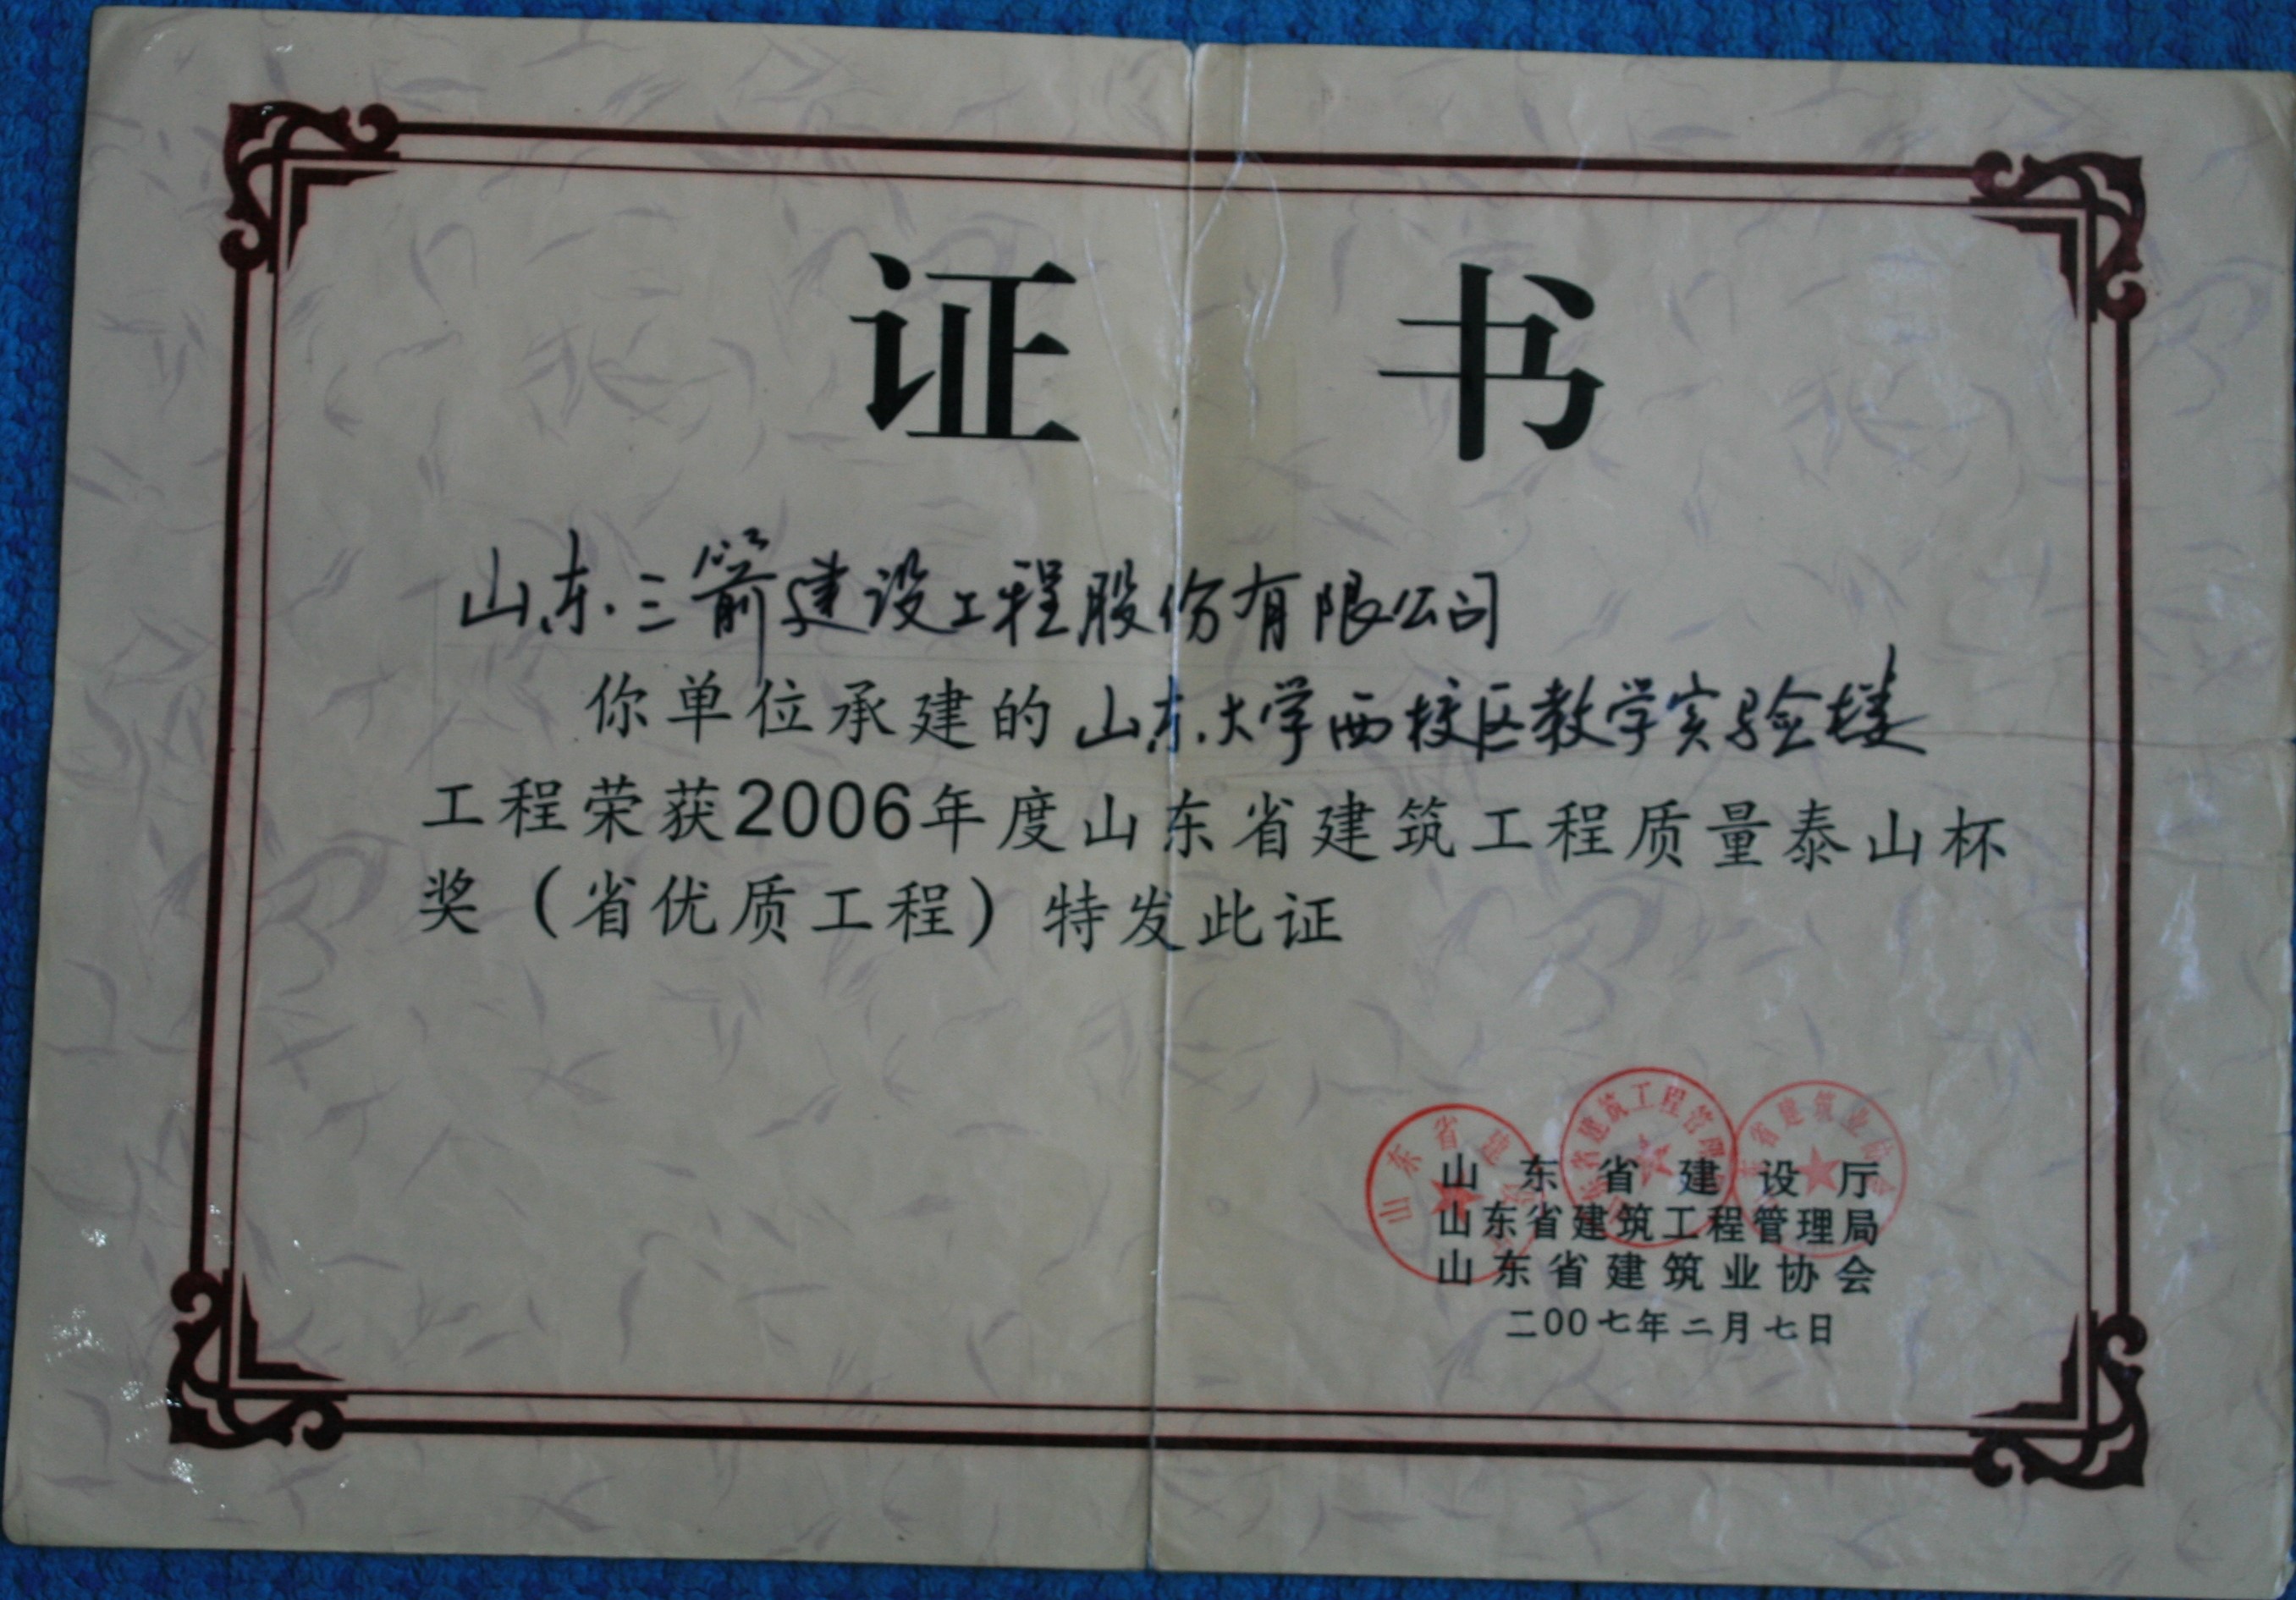 证书
山东三箭建设工程股份有限公司
你单位承建的山东大学西校区教学实验楼
工程荣获2006年度山东省建筑工程质量泰山杯
奖（省优质工程）特发此证
山东省建设厅
山东省建筑工程管理局
山东省建筑业协会
二00七年二月七日